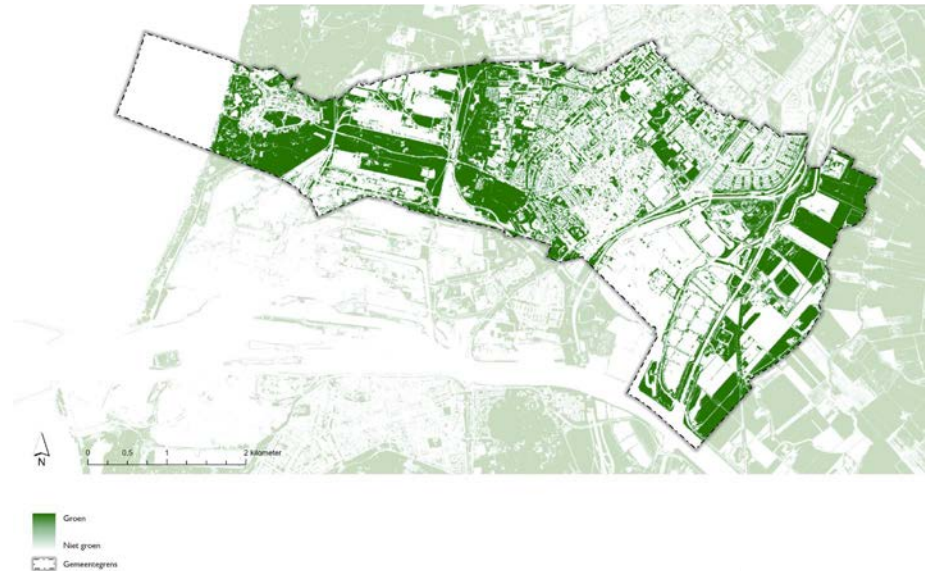 N
0 0,5 1 2 Kilometer
Groen
Niet groen
Gemeentegrens